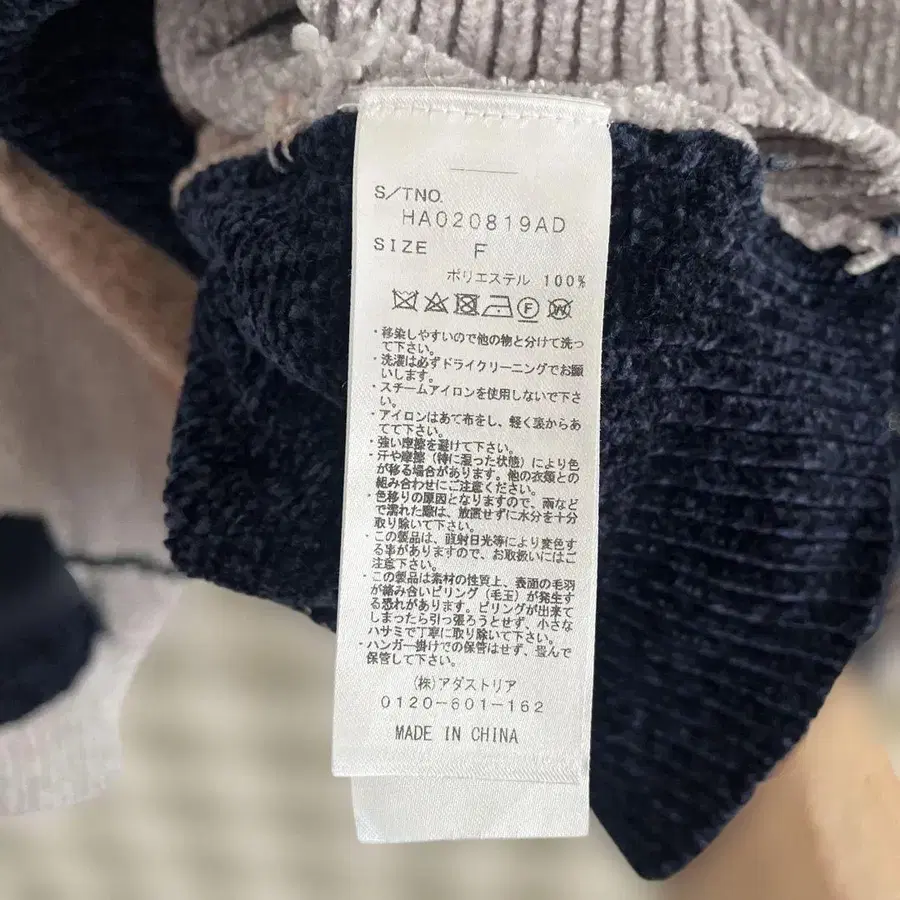 S/TNO.
HA020819AD
SIZE F
ポリエステル 100%
・移染しやすいので他の物と分けて洗っ
て下さい。
・洗濯は必ずドライクリーニングでお願
いします。
・スチームアイロンを使用しないで下さ
い。
・アイロンはあて布をし、軽く裏からあ
てて下さい。
・強い摩擦を避けて下さい。
・汗や摩擦（特に湿った状態）により色
が移る場合があります。他の衣類との
組み合わせにご注意ください。
・色移りの原因となりますので、雨など
で濡れた際は、放置せずに水分を十分
取り除いて下さい。
・この製品は、直射日光等により変色す
る事がありますので、お取扱いにはご
注意下さい。
・この製品は素材の性質上、表面の毛羽
が絡み合いピリング（毛玉）が発生す
る恐れがあります。ピリングが出来て
しまったら引っ張ろうとせず、小さな
ハサミで丁寧に取り除いて下さい。
・ハンガー掛けでの保管はせず、畳んで
保管して下さい。
(株)アダストリア
0120-601-162
MADE IN CHINA